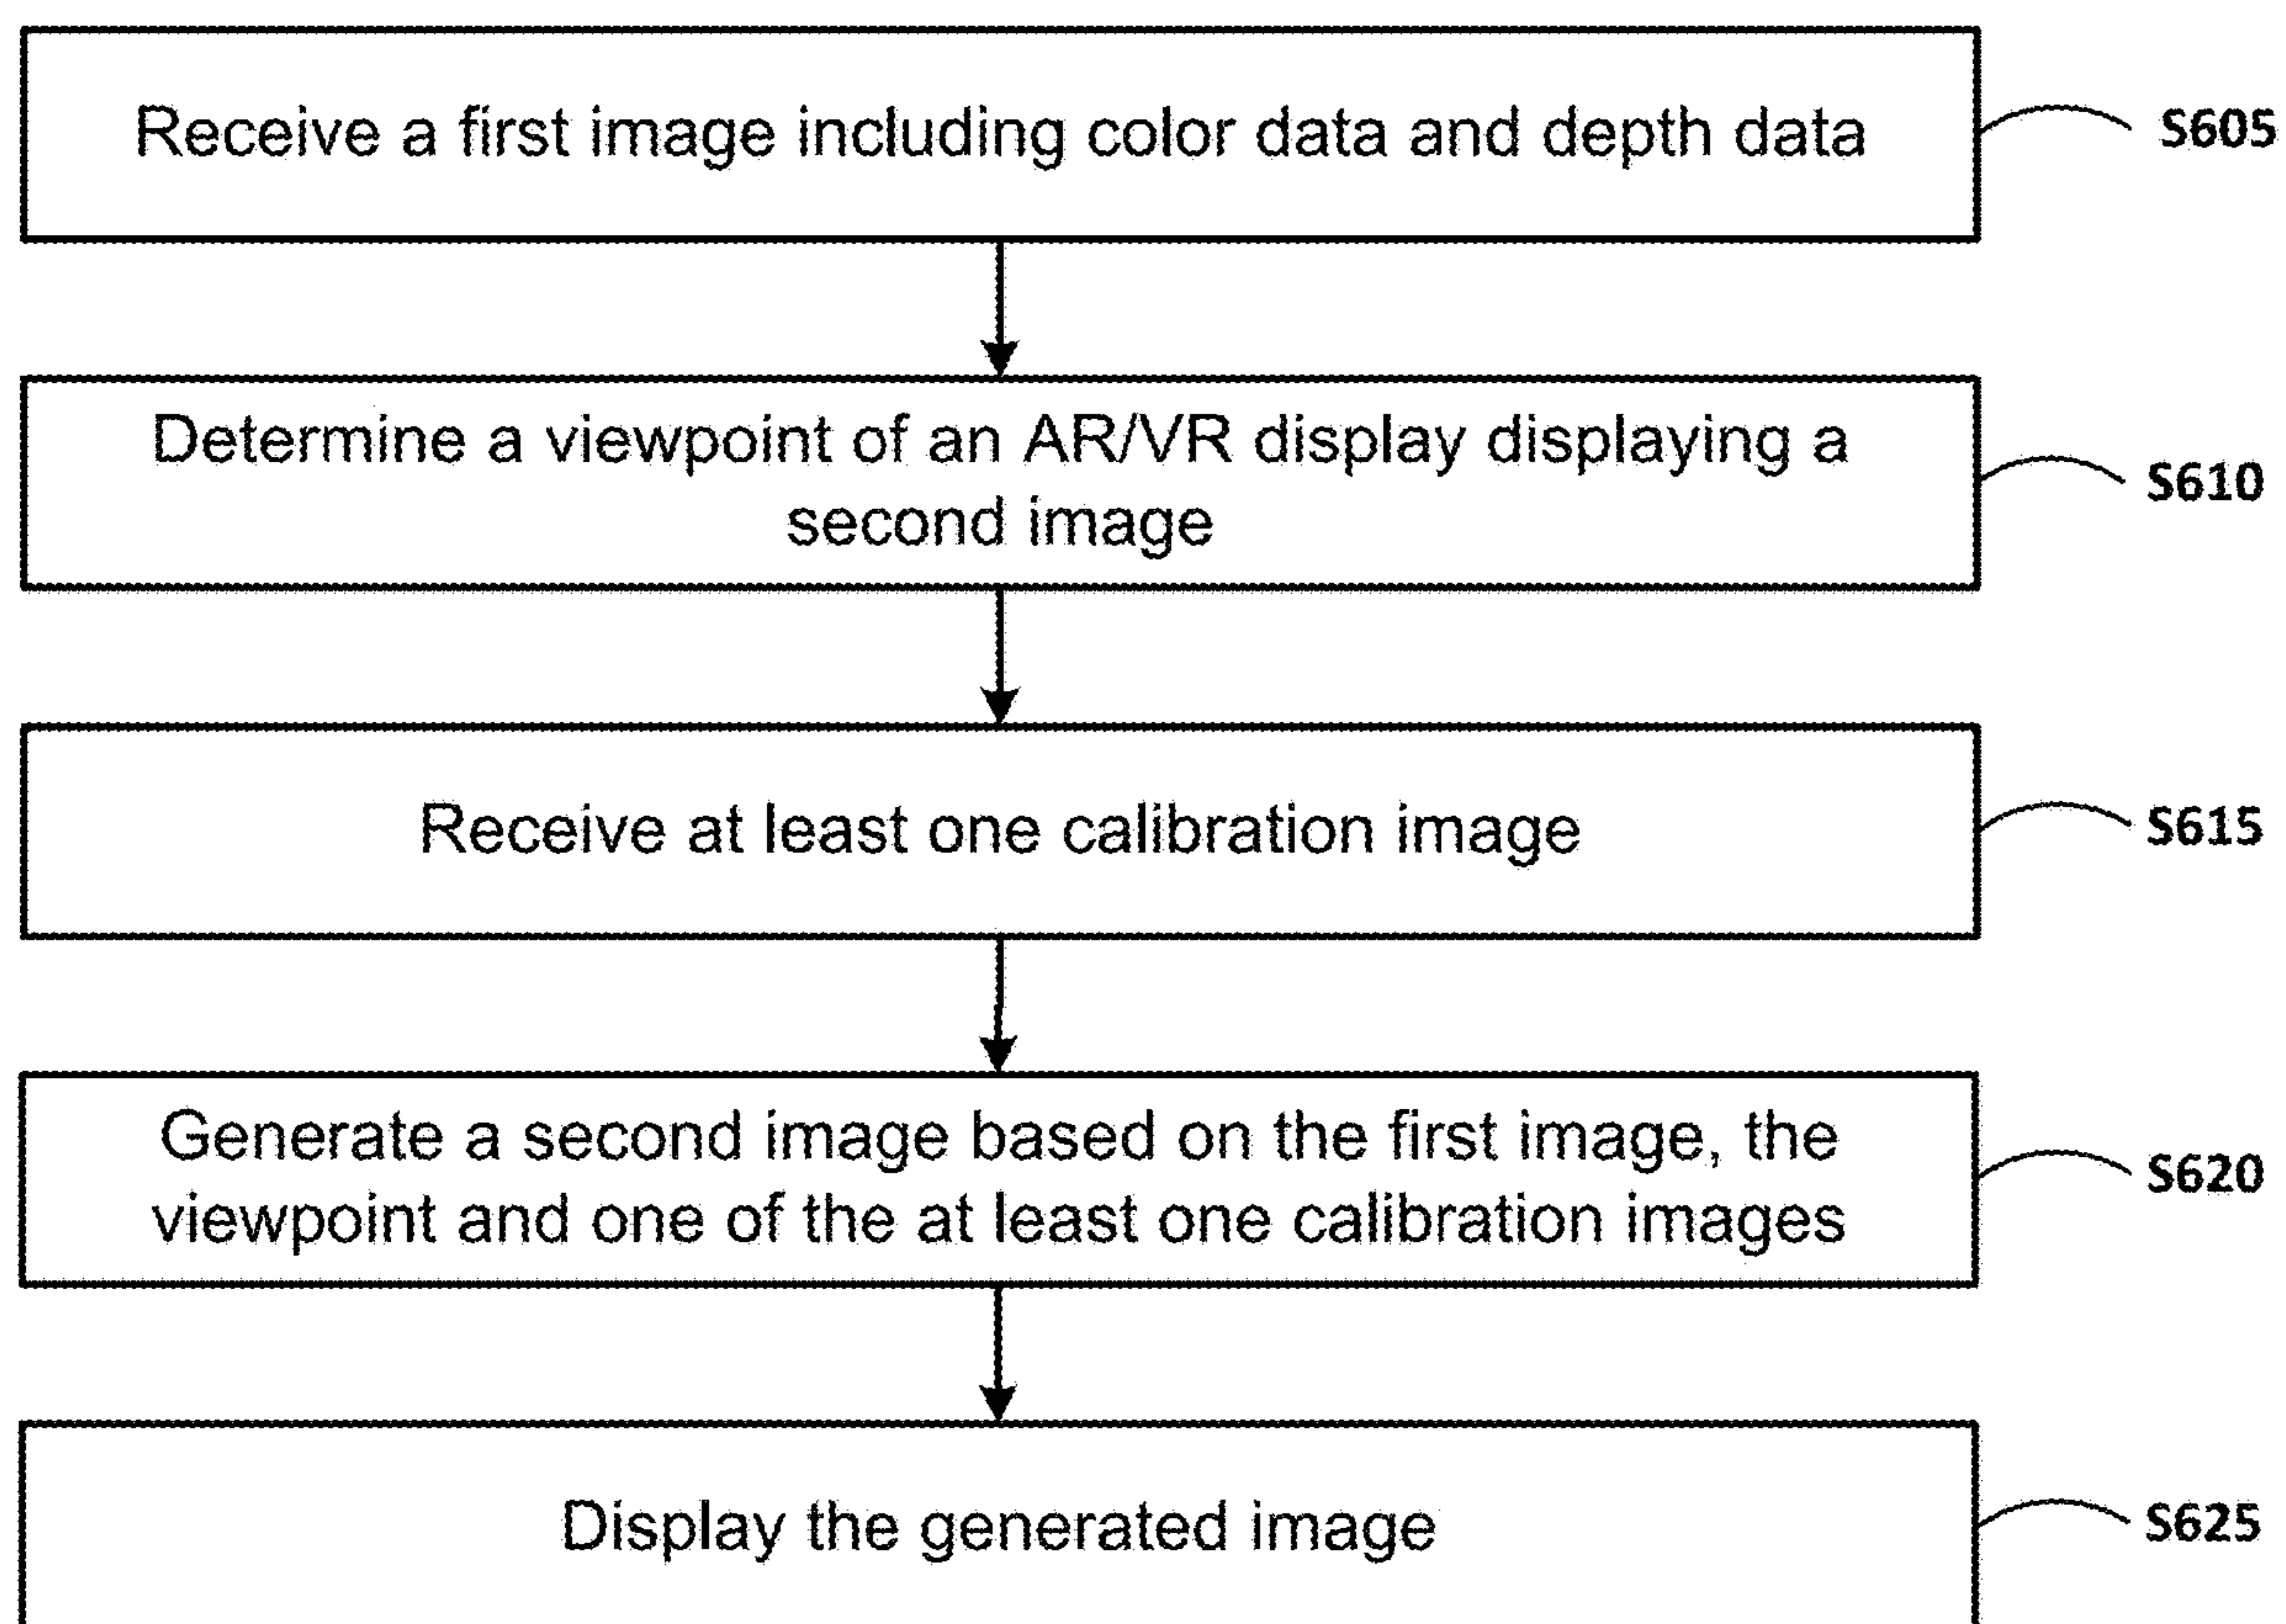 Receive a first image including color data and depth data
S605
Determine a viewpoint of an AR/VR display displaying a
second image
S610
Receive at least one calibration image
S615
Generate a second image based on the first image, the
viewpoint and one of the at least one calibration images
S620
Display the generated image
S625